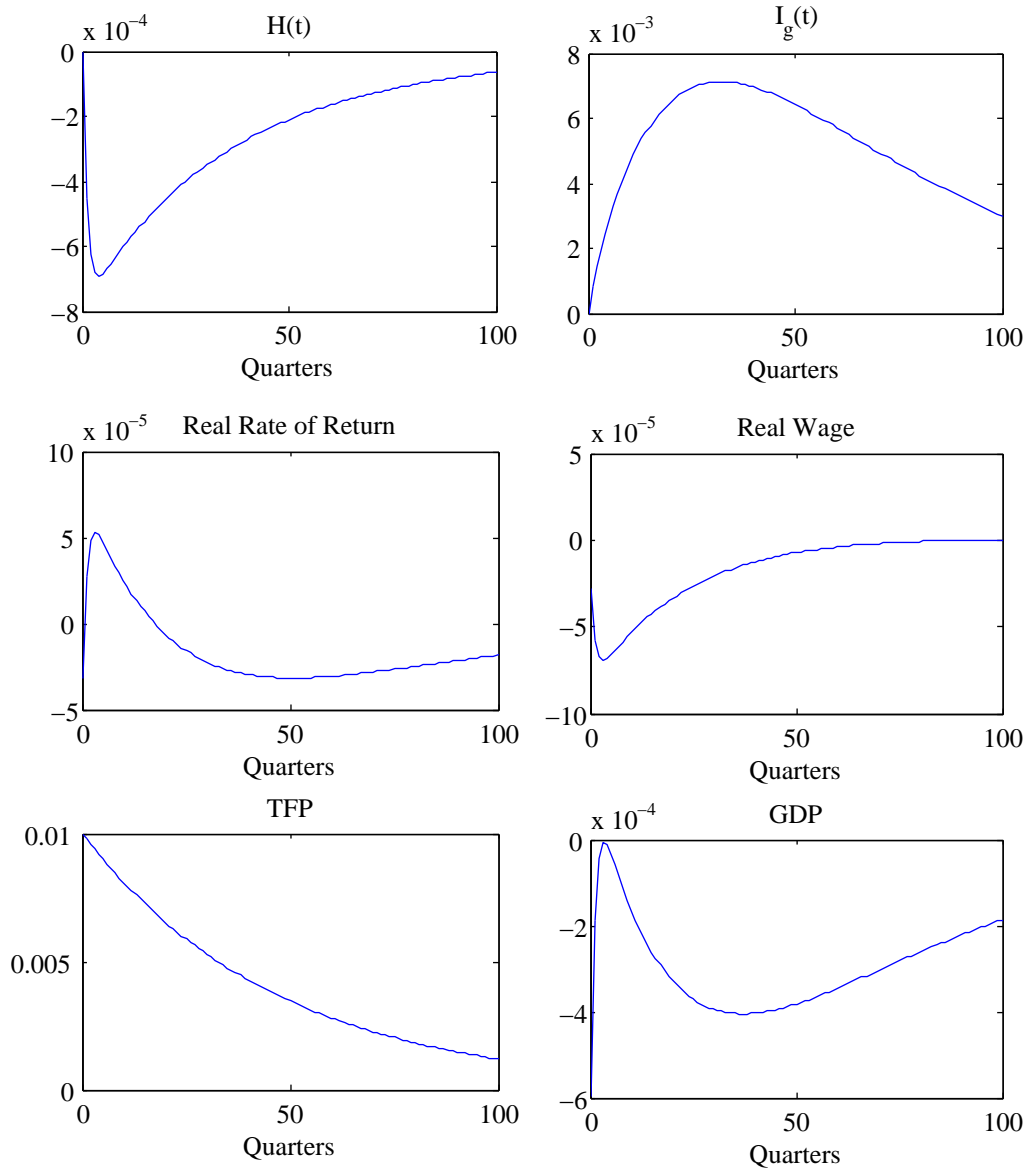 x 10⁻⁴
H(t)
0
−2
−4
−6
−8
0
50
100
Quarters
x 10⁻³
I_g(t)
8
6
4
2
0
0
50
100
Quarters
x 10⁻⁵
Real Rate of Return
10
5
0
−5
0
50
100
Quarters
x 10⁻⁵
Real Wage
5
0
−5
−10
0
50
100
Quarters
TFP
0.01
0.005
0
0
50
100
Quarters
x 10⁻⁴
GDP
0
−2
−4
−6
0
50
100
Quarters